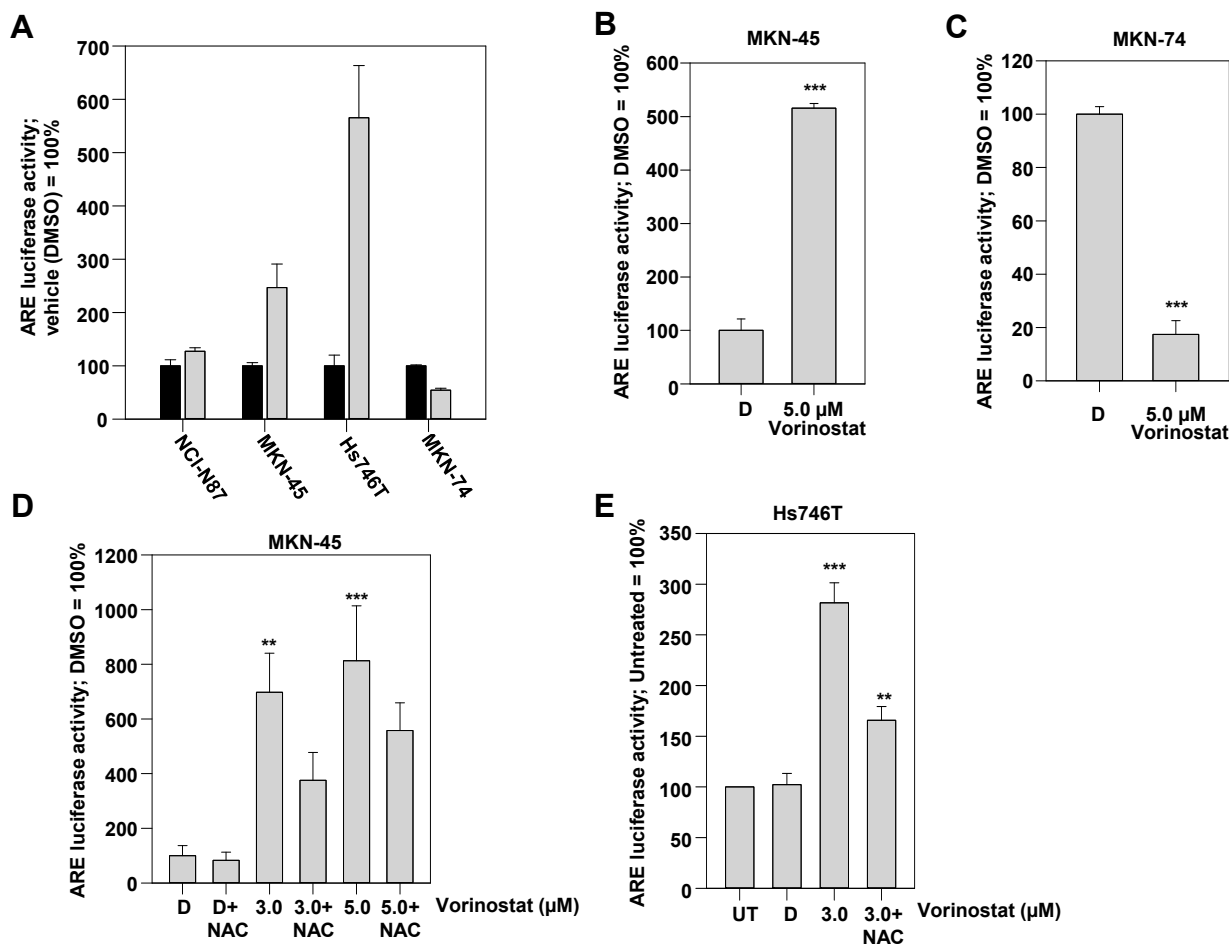 A
ARE luciferase activity;
vehicle (DMSO) = 100%
700
600
500
400
300
200
100
0
NCI-N87
MKN-45
Hs746T
MKN-74
B
MKN-45
ARE luciferase activity; DMSO = 100%
600
500
400
300
200
100
0
***
D
5.0 µM
Vorinostat
C
MKN-74
ARE luciferase activity; DMSO = 100%
120
100
80
60
40
20
0
***
D
5.0 µM
Vorinostat
D
MKN-45
ARE luciferase activity; DMSO = 100%
1200
1000
800
600
400
200
0
**
***
D D+ 3.0 3.0+ 5.0 5.0+ Vorinostat (µM)
NAC NAC NAC
E
Hs746T
ARE luciferase activity; Untreated = 100%
350
300
250
200
150
100
50
0
***
**
UT D 3.0 3.0+ Vorinostat (µM)
NAC